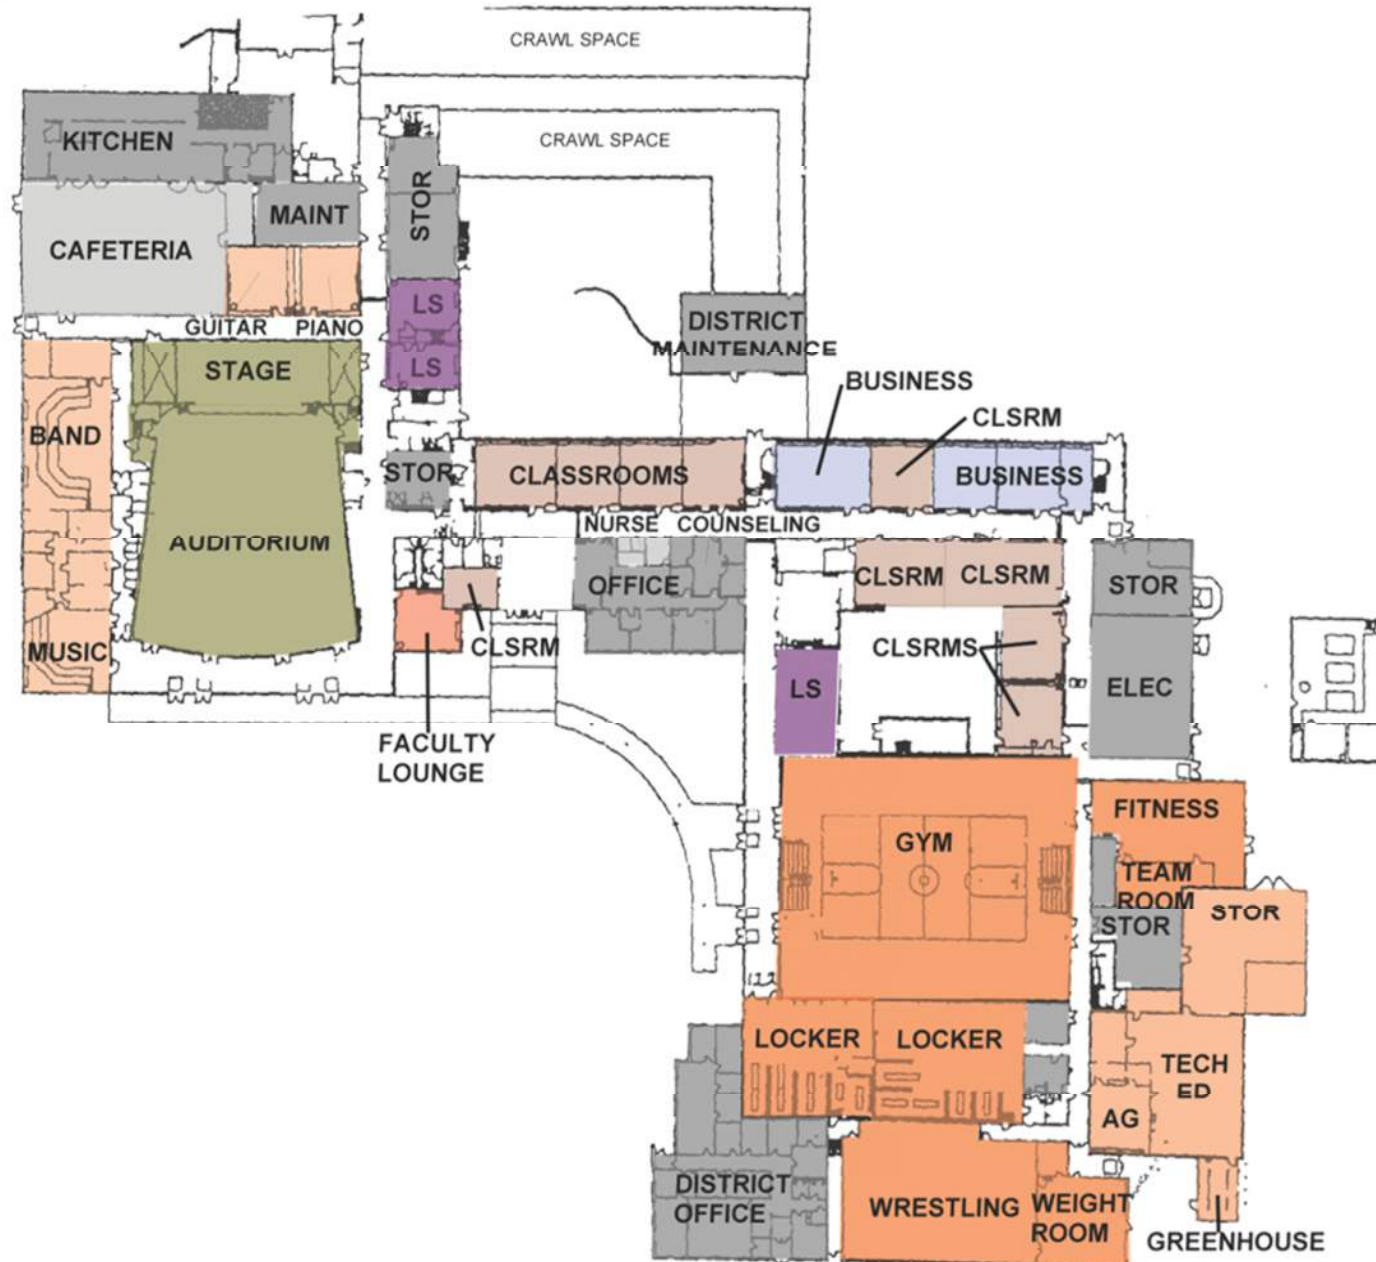 CRAWL SPACE
CRAWL SPACE
KITCHEN
STOR
MAINT
CAFETERIA
LS
GUITAR PIANO
DISTRICT
MAINTENANCE
STAGE
LS
BUSINESS
CLSRM
BAND
STOR
CLASSROOMS
BUSINESS
NURSE COUNSELING
AUDITORIUM
OFFICE
CLSRM
CLSRM
STOR
MUSIC
CLSRM
CLSRMS
LS
ELEC
FACULTY
LOUNGE
FITNESS
GYM
TEAM
ROOM
STOR
STOR
LOCKER
LOCKER
TECH
ED
AG
DISTRICT
OFFICE
WRESTLING
WEIGHT
ROOM
GREENHOUSE